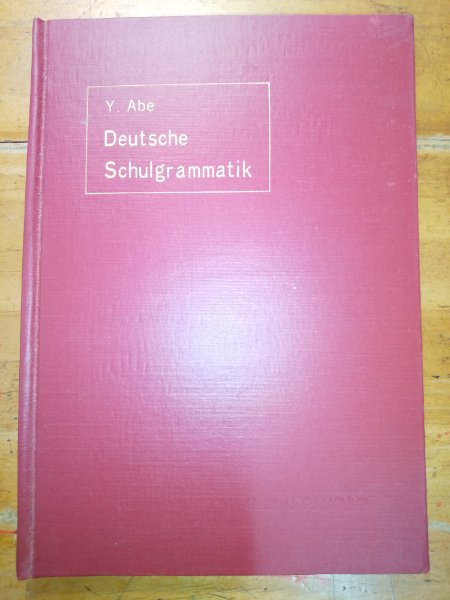 Y. Abe
Deutsche
Schulgrammatik